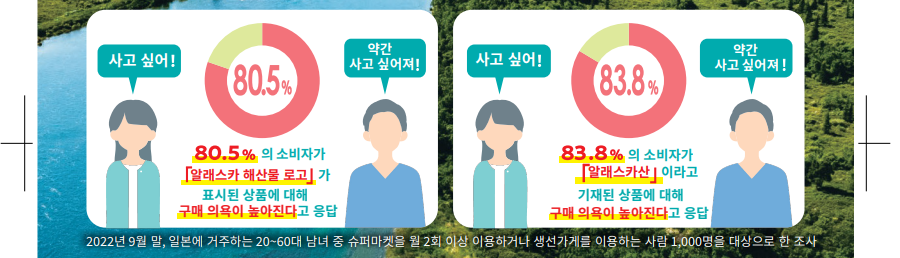 사고 싶어!
80.5%
약간
사고 싶어져!
80.5% 의 소비자가
「알래스카 해산물 로고」가
표시된 상품에 대해
구매 의욕이 높아진다고 응답
사고 싶어!
83.8%
약간
사고 싶어져!
83.8% 의 소비자가
「알래스카산」이라고
기재된 상품에 대해
구매 의욕이 높아진다고 응답
2022년 9월 말, 일본에 거주하는 20~60대 남녀 중 슈퍼마켓을 월 2회 이상 이용하거나 생선가게를 이용하는 사람 1,000명을 대상으로 한 조사